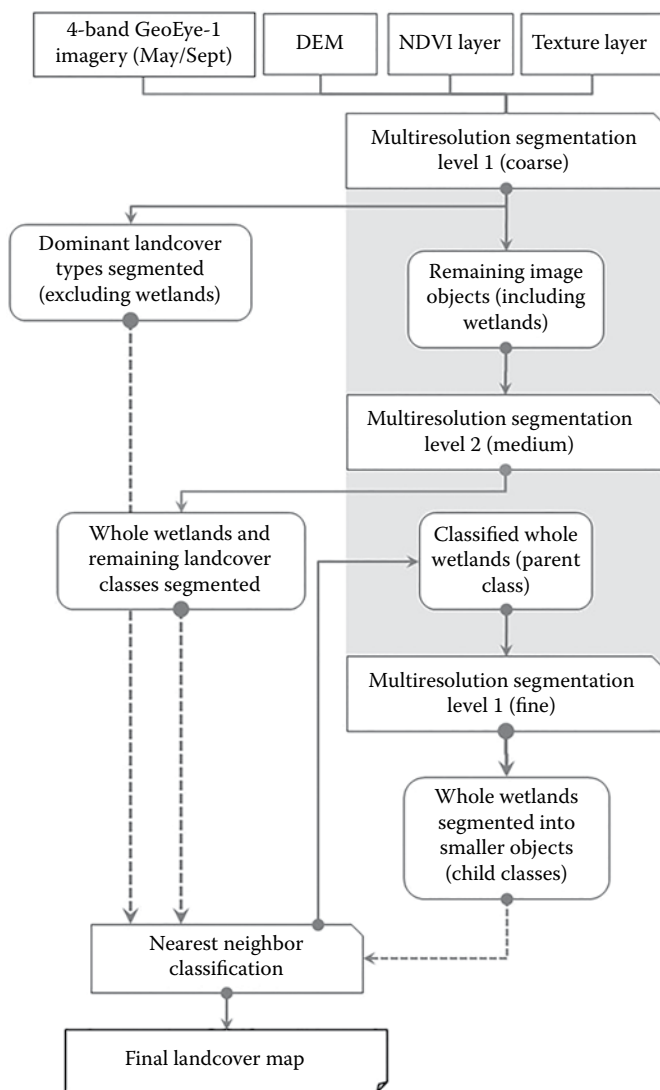 4-band GeoEye-1
imagery (May/Sept)
DEM
NDVI layer
Texture layer
Multiresolution segmentation
level 1 (coarse)
Dominant landcover
types segmented
(excluding wetlands)
Remaining image
objects (including
wetlands)
Multiresolution segmentation
level 2 (medium)
Whole wetlands and
remaining landcover
classes segmented
Classified whole
wetlands (parent
class)
Multiresolution segmentation
level 1 (fine)
Whole wetlands
segmented into
smaller objects
(child classes)
Nearest neighbor
classification
Final landcover map